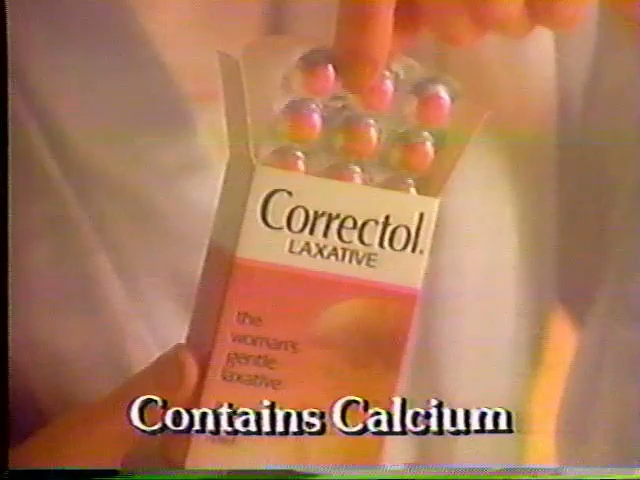 Correctol.
LAXATIVE
the
woman's
gentle
laxative
Contains Calcium